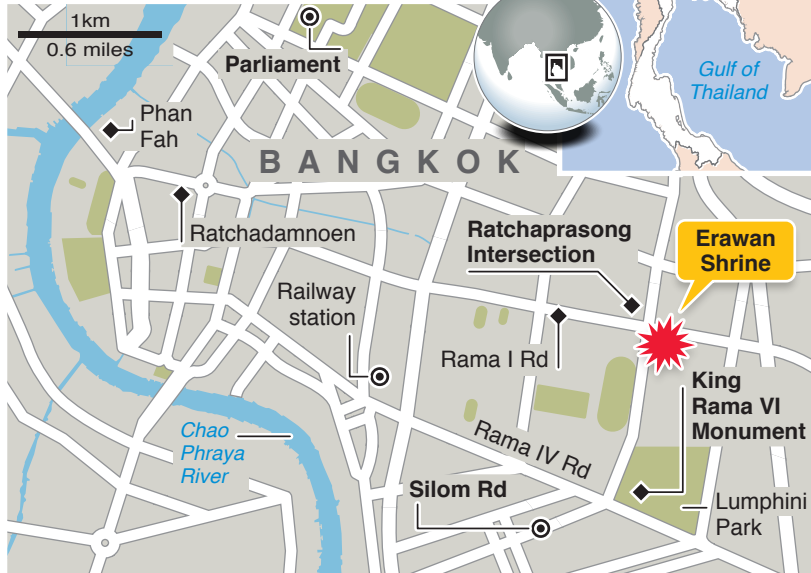 1km
0.6 miles
Parliament
Gulf of
Thailand
Phan
Fah
BANGKOK
Ratchadamnoen
Ratchaprasong
Intersection
Erawan
Shrine
Railway
station
Rama I Rd
King
Rama VI
Monument
Chao
Phraya
River
Rama IV Rd
Silom Rd
Lumphini
Park